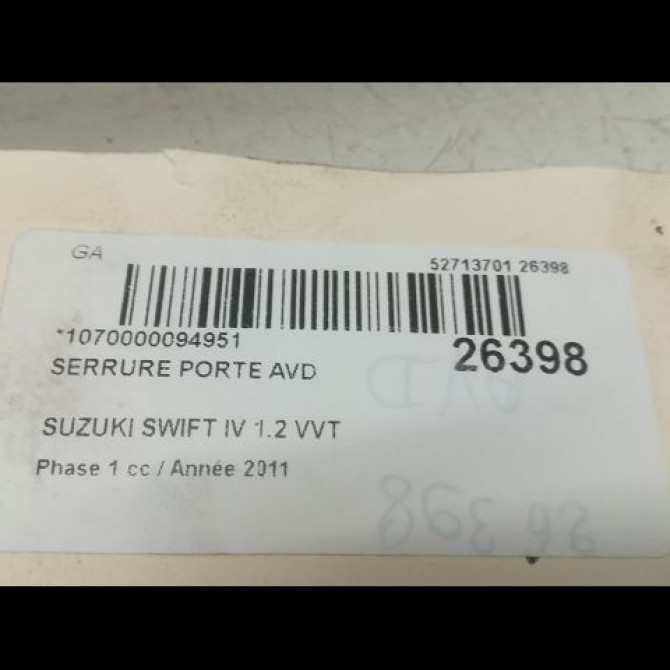 GA
52713701 26398
*1070000094951
26398
SERRURE PORTE AVD
SUZUKI SWIFT IV 1.2 VVT
Phase 1 cc / Année 2011
AVD
26398